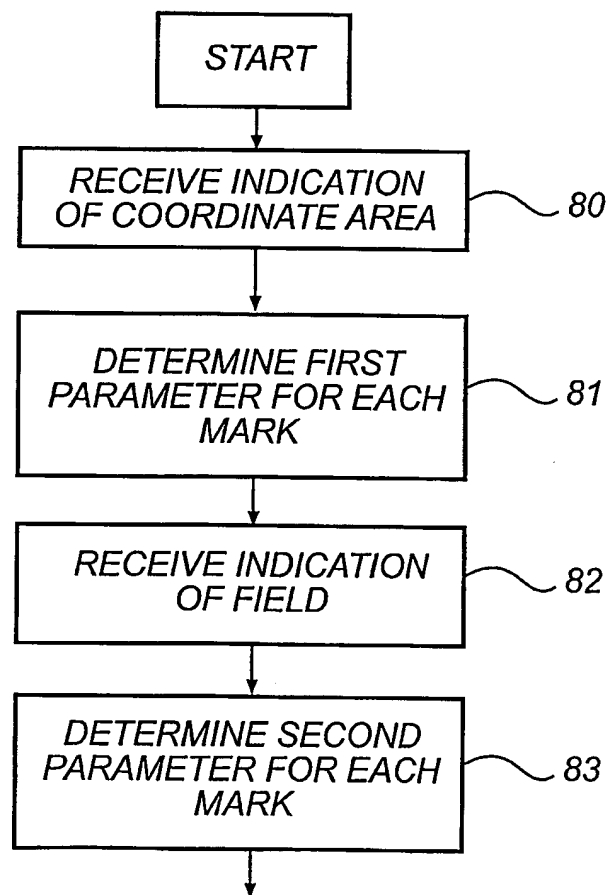 START
RECEIVE INDICATION
OF COORDINATE AREA
80
DETERMINE FIRST
PARAMETER FOR EACH
MARK
81
RECEIVE INDICATION
OF FIELD
82
DETERMINE SECOND
PARAMETER FOR EACH
MARK
83